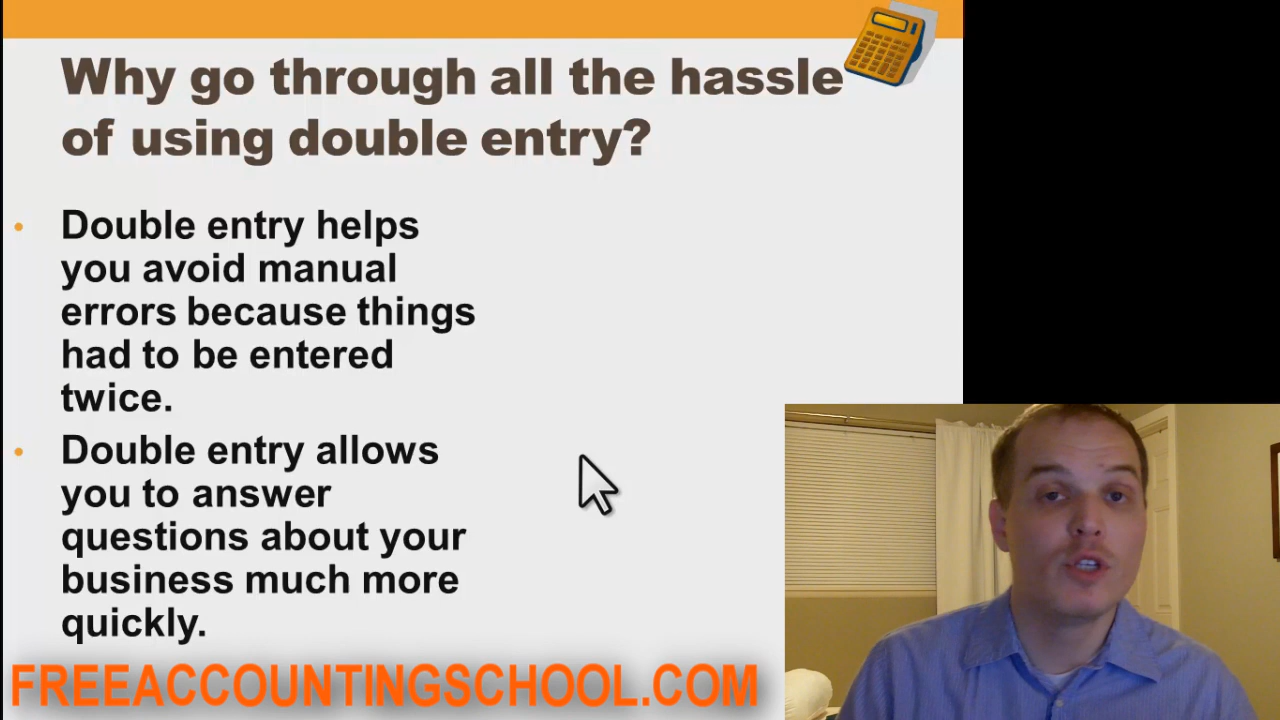 Why go through all the hassle
of using double entry?
• Double entry helps
you avoid manual
errors because things
had to be entered
twice.
• Double entry allows
you to answer
questions about your
business much more
quickly.
FREEACCOUNTINGSCHOOL.COM